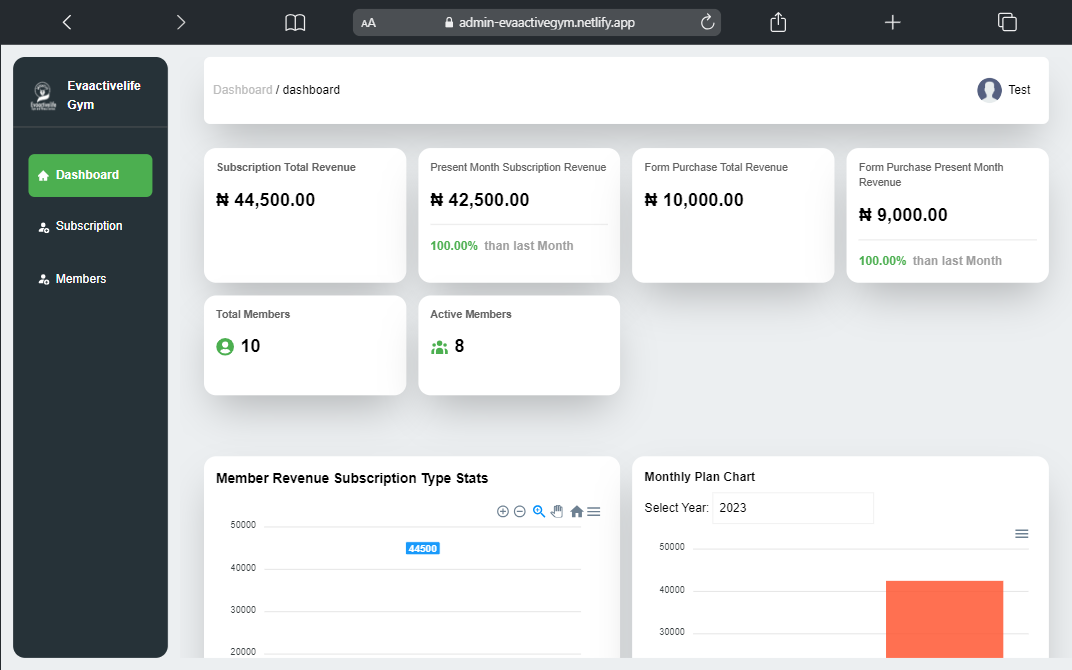 AA
admin-evaactivegym.netlify.app
Evaactivelife
Gym
Evaactivelife
Dashboard / dashboard
Test
Dashboard
Subscription
Members
Subscription Total Revenue
₦ 44,500.00
Present Month Subscription Revenue
₦ 42,500.00
100.00% than last Month
Form Purchase Total Revenue
₦ 10,000.00
Form Purchase Present Month
Revenue
₦ 9,000.00
100.00% than last Month
Total Members
10
Active Members
8
Member Revenue Subscription Type Stats
50000
44500
40000
30000
20000
Monthly Plan Chart
Select Year: 2023
50000
40000
30000